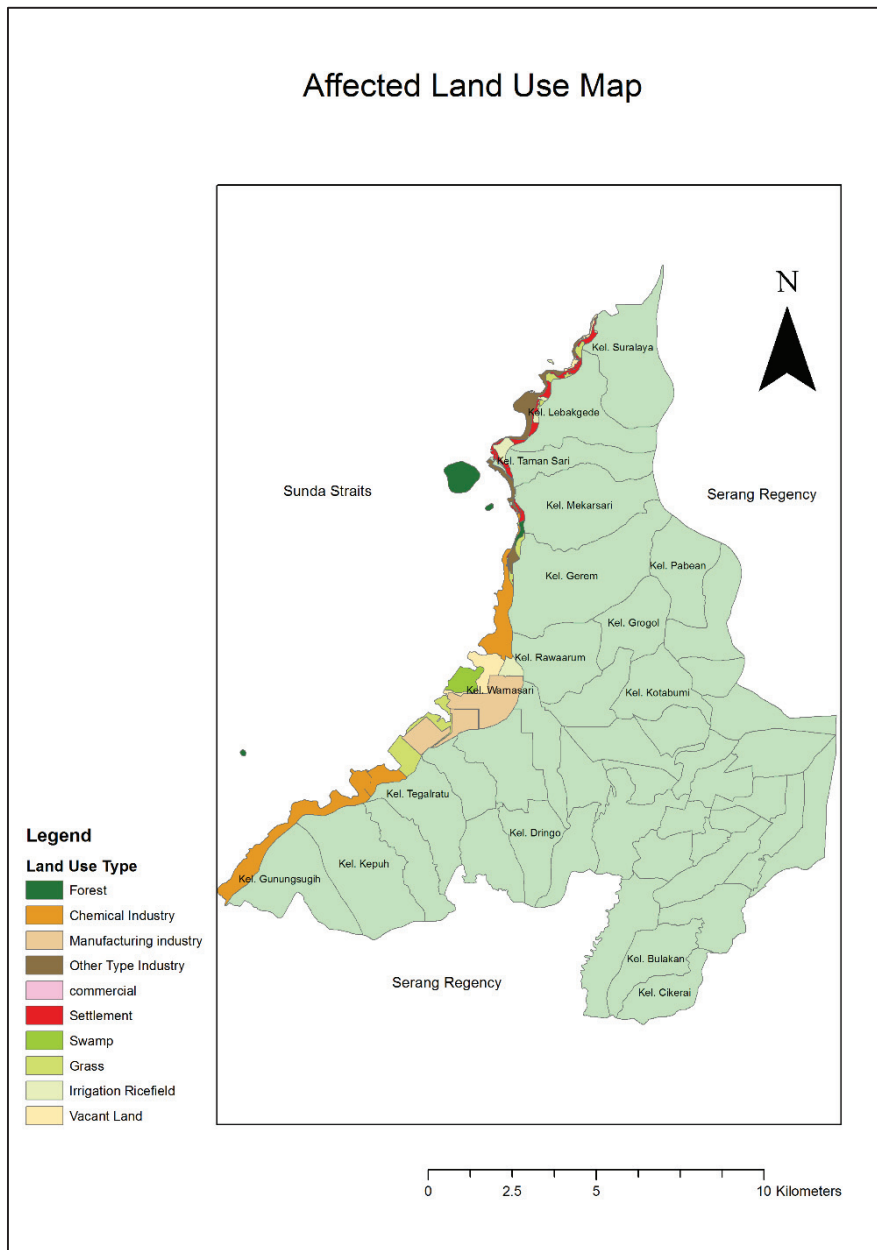 Affected Land Use Map
N
Kel. Suralaya
Kel. Lebakgede
Kel. Taman Sari
Sunda Straits
Serang Regency
Kel. Mekarsari
Kel. Pabean
Kel. Gerem
Kel. Grogol
Kel. Rawaarum
Kel. Warnasari
Kel. Kotabumi
Kel. Tegalratu
Kel. Dringo
Kel. Kepuh
Kel. Gunungsugih
Kel. Bulakan
Kel. Cikerai
Serang Regency
Legend
Land Use Type
Forest
Chemical Industry
Manufacturing industry
Other Type Industry
commercial
Settlement
Swamp
Grass
Irrigation Ricefield
Vacant Land
0 2.5 5 10 Kilometers